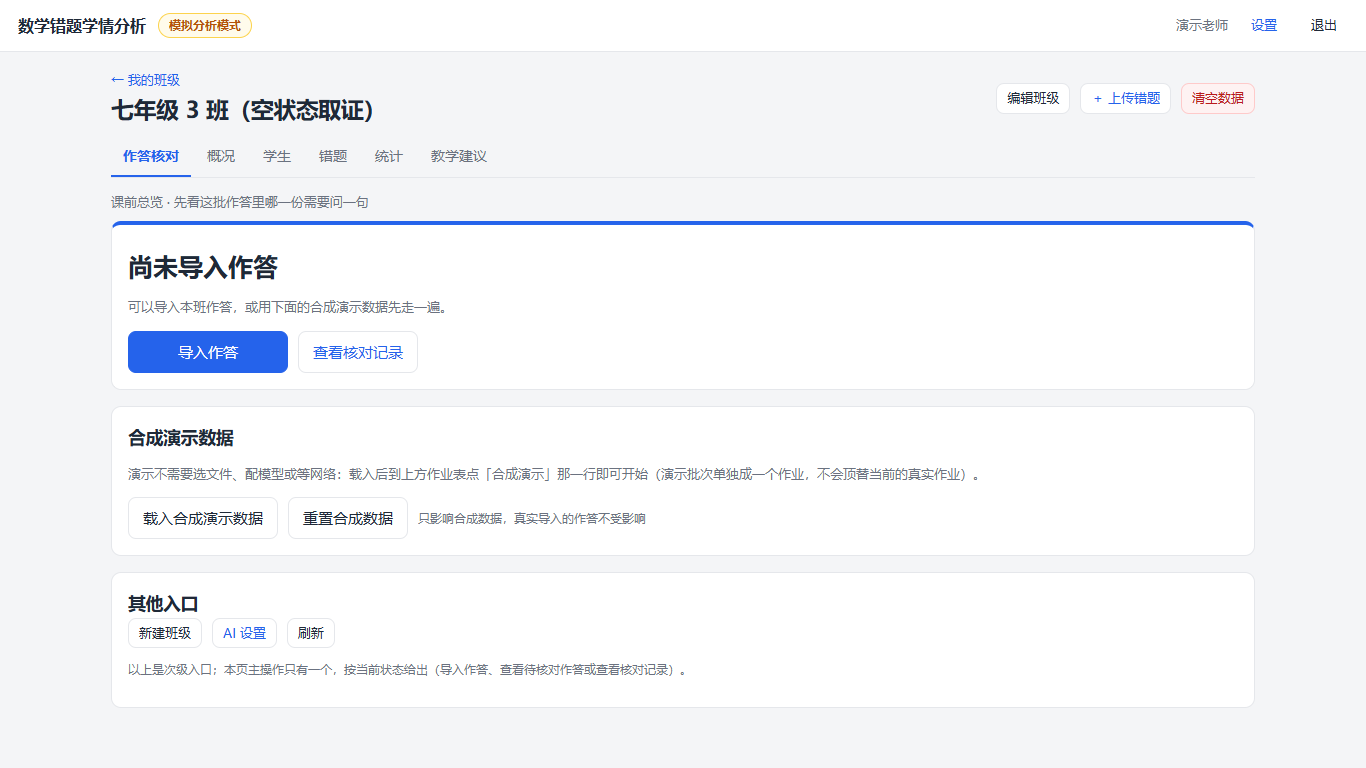 数学错题学情分析 模拟分析模式 演示老师 设置 退出
← 我的班级
七年级 3 班（空状态取证）
编辑班级 + 上传错题 清空数据
作答核对 概况 学生 错题 统计 教学建议
课前总览 · 先看这批作答里哪一份需要问一句
尚未导入作答
可以导入本班作答，或用下面的合成演示数据先走一遍。
导入作答 查看核对记录
合成演示数据
演示不需要选文件、配模型或等网络：载入后到上方作业表点「合成演示」那一行即可开始（演示批次单独成一个作业，不会顶替当前的真实作业）。
载入合成演示数据 重置合成数据 只影响合成数据，真实导入的作答不受影响
其他入口
新建班级 AI 设置 刷新
以上是次级入口；本页主操作只有一个，按当前状态给出（导入作答、查看待核对作答或查看核对记录）。